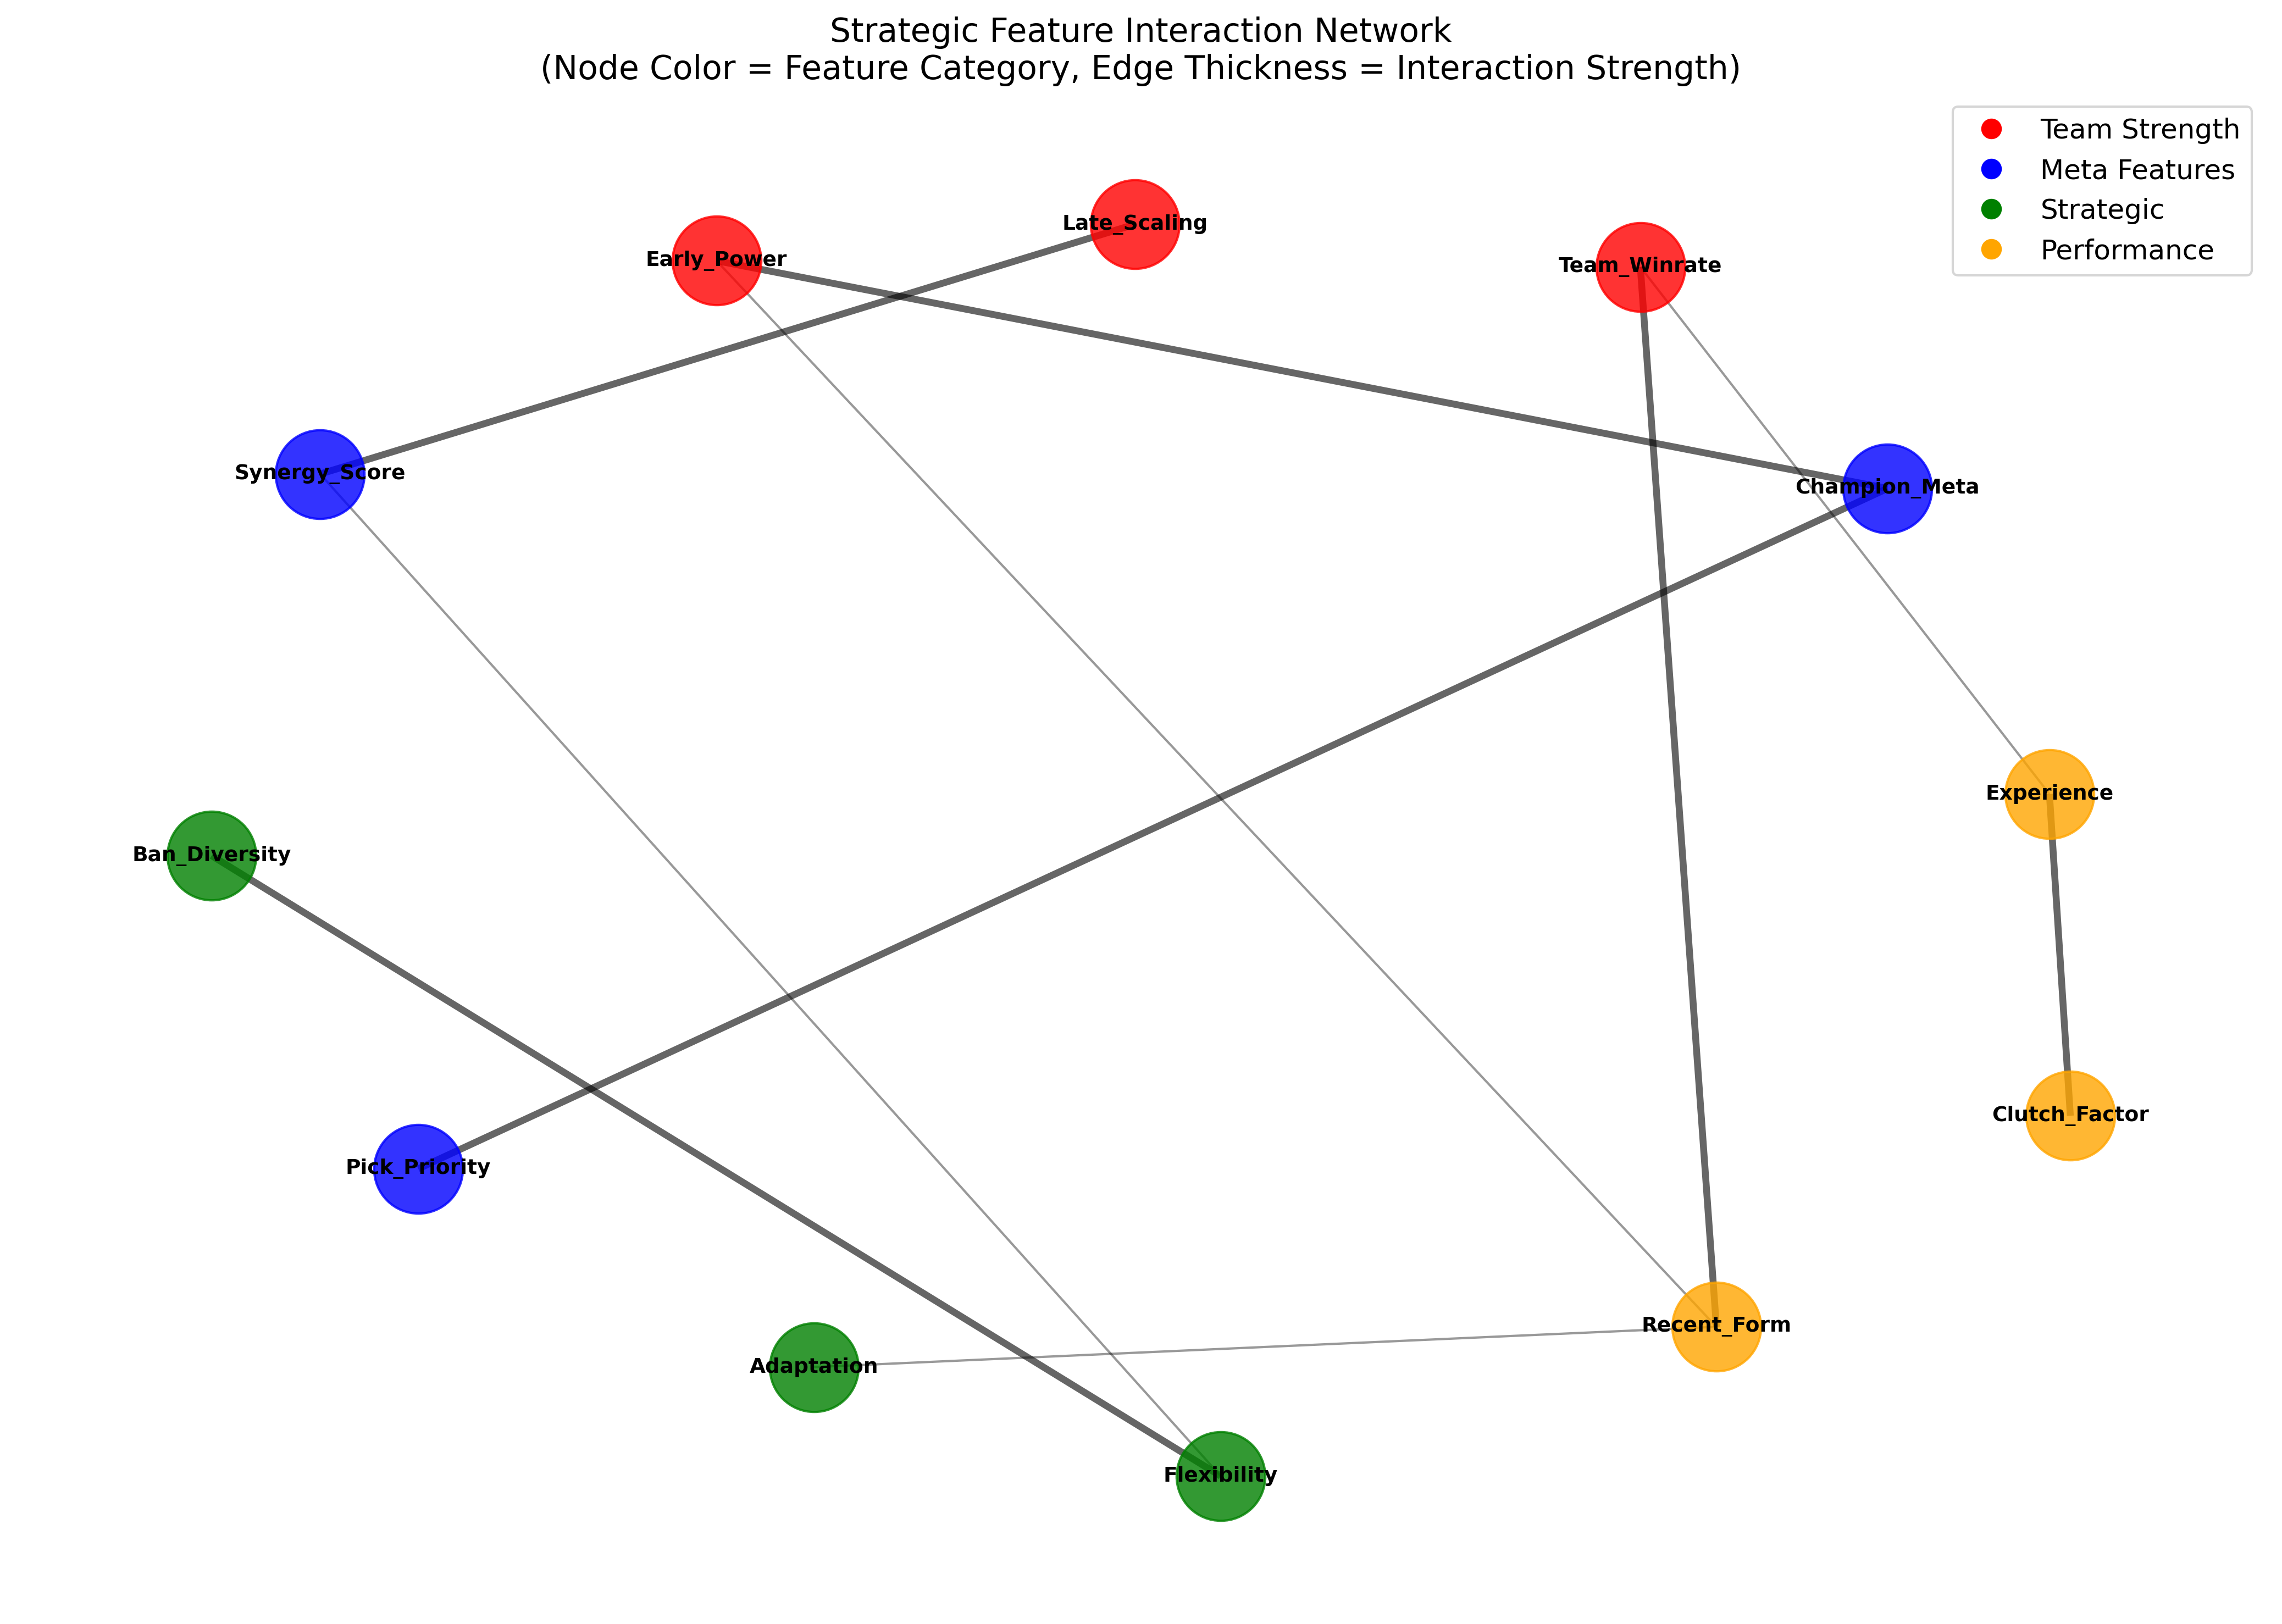 Strategic Feature Interaction Network
(Node Color = Feature Category, Edge Thickness = Interaction Strength)
Team Strength
Meta Features
Strategic
Performance
Late_Scaling
Early_Power
Team_Winrate
Synergy_Score
Champion_Meta
Experience
Ban_Diversity
Clutch_Factor
Pick_Priority
Recent_Form
Adaptation
Flexibility